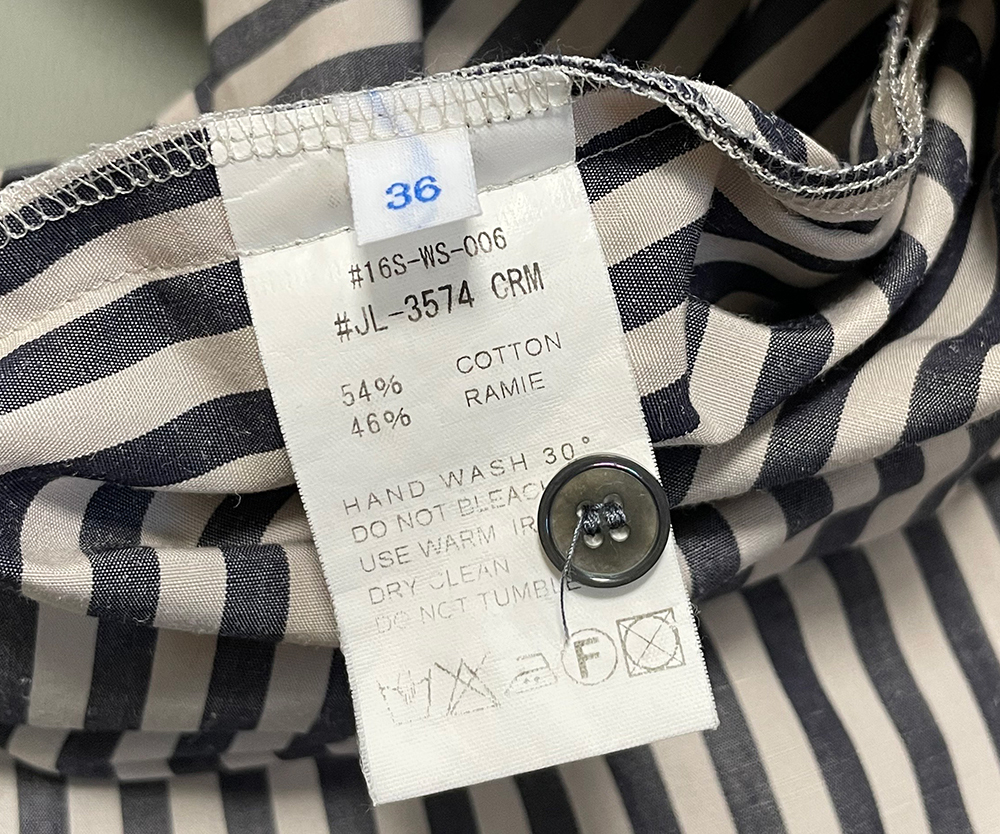 36
#16S-WS-006
#JL-3574 CRM
54% COTTON
46% RAMIE
HAND WASH 30°
DO NOT BLEACH
USE WARM IR
DRY CLEAN
DO NOT TUMBLE
F